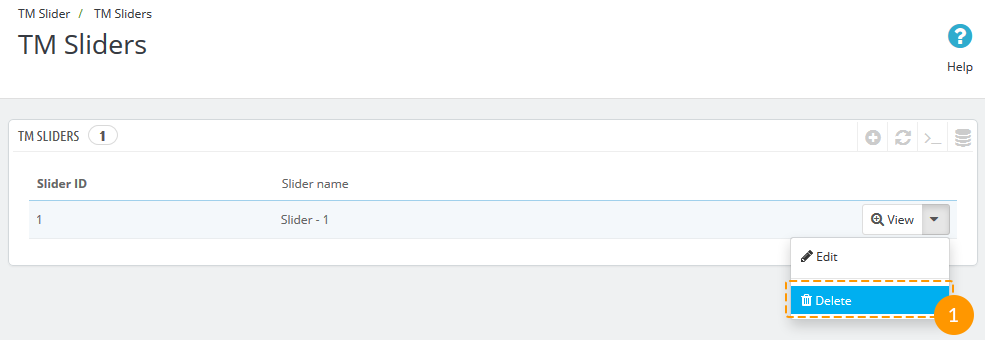 TM Slider / TM Sliders
TM Sliders
?
Help
TM SLIDERS 1
>_
Slider ID Slider name
1 Slider - 1 View
Edit
Delete
1